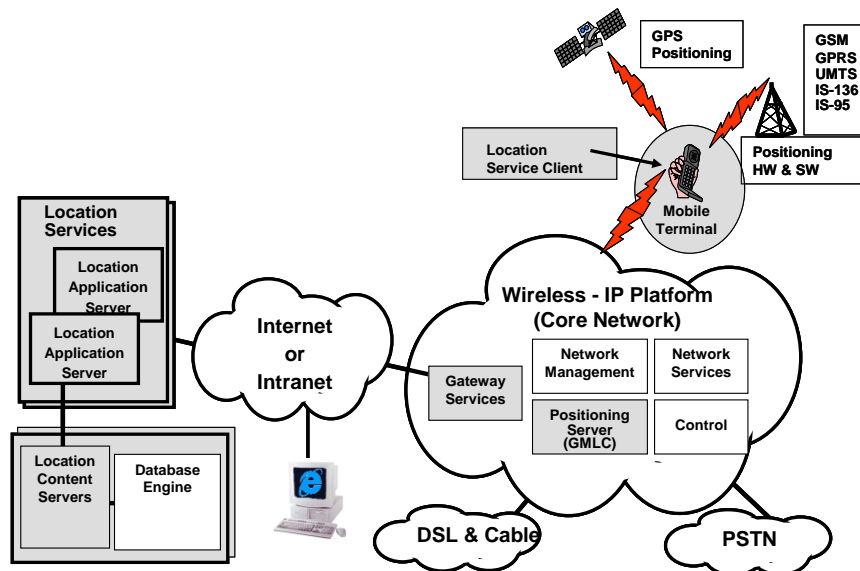 GPS
Positioning
GSM
GPRS
UMTS
IS-136
IS-95
Location
Service Client
Positioning
HW & SW
Mobile
Terminal
Location
Services
Location
Application
Server
Location
Application
Server
Internet
or
Intranet
Wireless - IP Platform
(Core Network)
Gateway
Services
Network
Management
Network
Services
Positioning
Server
(GMLC)
Control
Location
Content
Servers
Database
Engine
DSL & Cable
PSTN